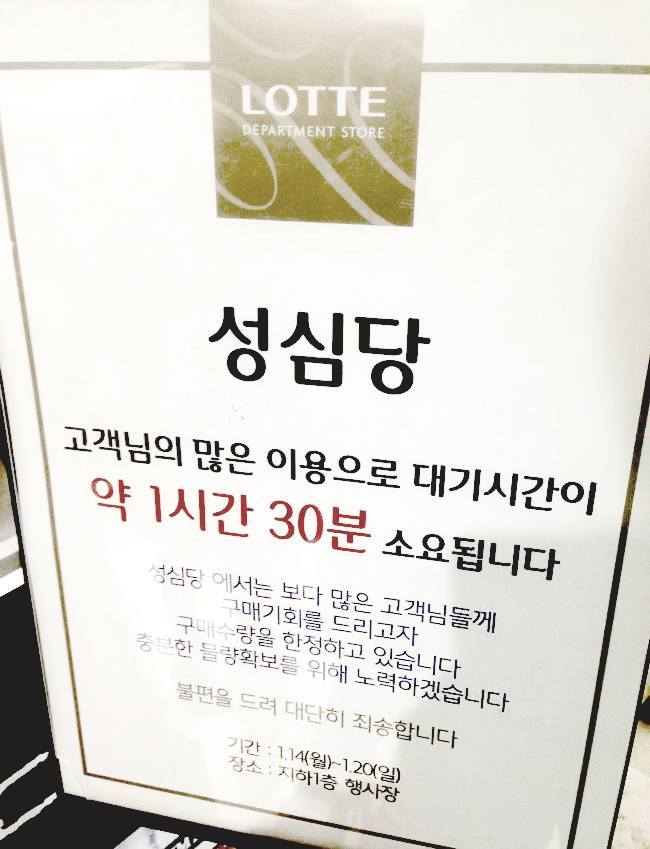 LOTTE
DEPARTMENT STORE
성심당
고객님의 많은 이용으로 대기시간이
약 1시간 30분 소요됩니다
성심당 에서는 보다 많은 고객님들께
구매기회를 드리고자
구매수량을 한정하고 있습니다
충분한 물량확보를 위해 노력하겠습니다
불편을 드려 대단히 죄송합니다
기간 : 1.14(월)~1.20(일)
장소 : 지하1층 행사장